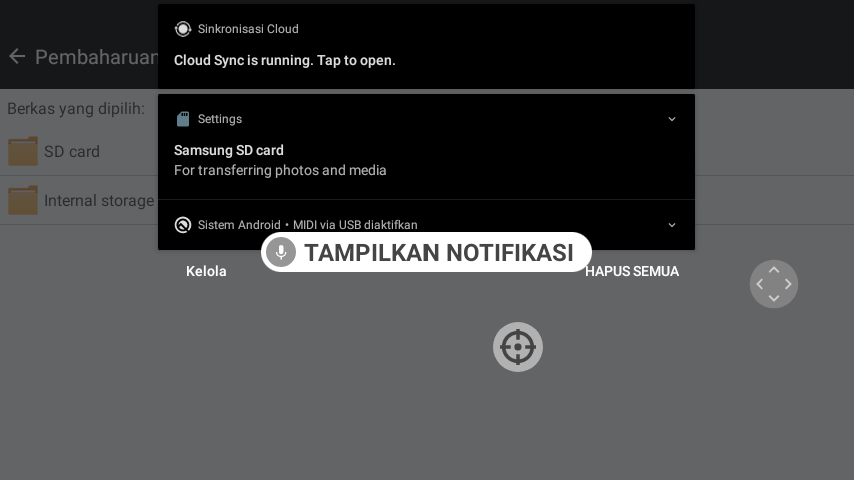 Sinkronisasi Cloud
Cloud Sync is running. Tap to open.
Pembaharuan
Berkas yang dipilih:
SD card
Internal storage
Settings
Samsung SD card
For transferring photos and media
Sistem Android • MIDI via USB diaktifkan
TAMPILKAN NOTIFIKASI
Kelola
HAPUS SEMUA